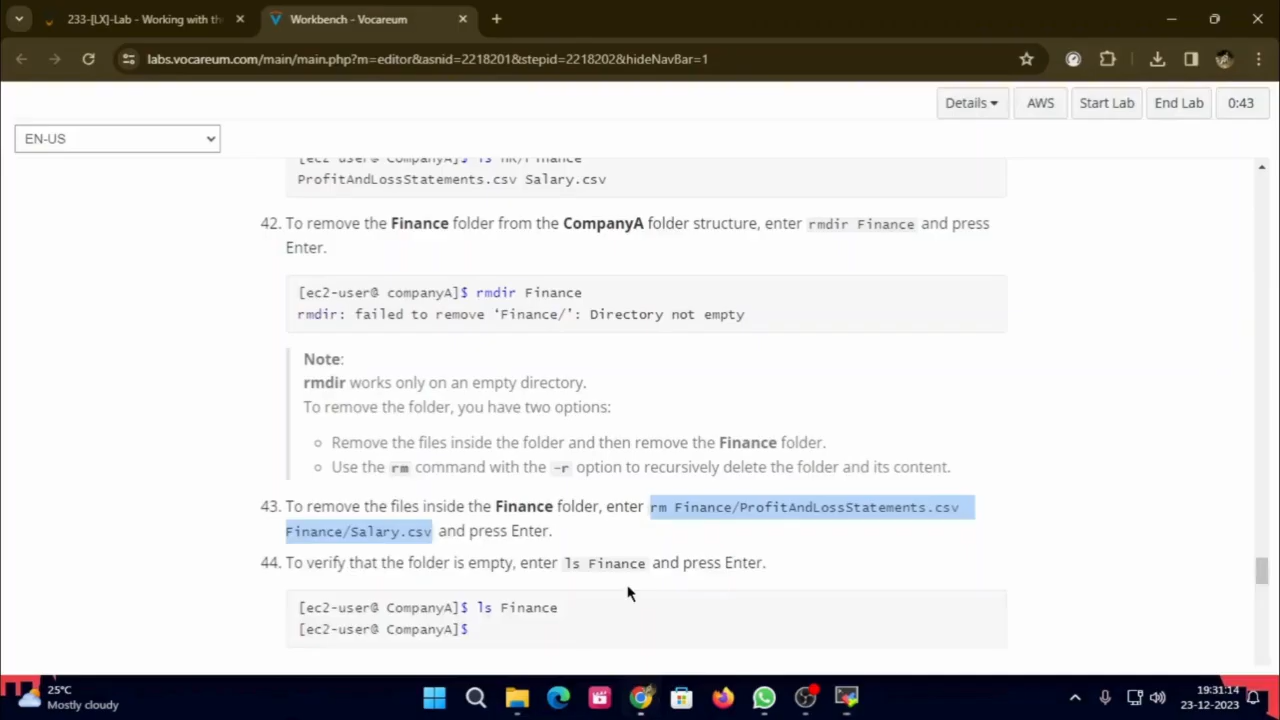 233-[LX]-Lab - Working with th
Workbench - Vocareum
labs.vocareum.com/main/main.php?m=editor&asnid=2218201&stepid=2218202&hideNavBar=1
Details AWS Start Lab End Lab 0:43
EN-US
[ec2-user@ CompanyA]$ ls HR/Finance
ProfitAndLossStatements.csv Salary.csv
42. To remove the Finance folder from the CompanyA folder structure, enter rmdir Finance and press
Enter.
[ec2-user@ companyA]$ rmdir Finance
rmdir: failed to remove ‘Finance/’: Directory not empty
Note:
rmdir works only on an empty directory.
To remove the folder, you have two options:
Remove the files inside the folder and then remove the Finance folder.
Use the rm command with the -r option to recursively delete the folder and its content.
43. To remove the files inside the Finance folder, enter rm Finance/ProfitAndLossStatements.csv
Finance/Salary.csv and press Enter.
44. To verify that the folder is empty, enter ls Finance and press Enter.
[ec2-user@ CompanyA]$ ls Finance
[ec2-user@ CompanyA]$
25°C
Mostly cloudy
19:31:14
23-12-2023